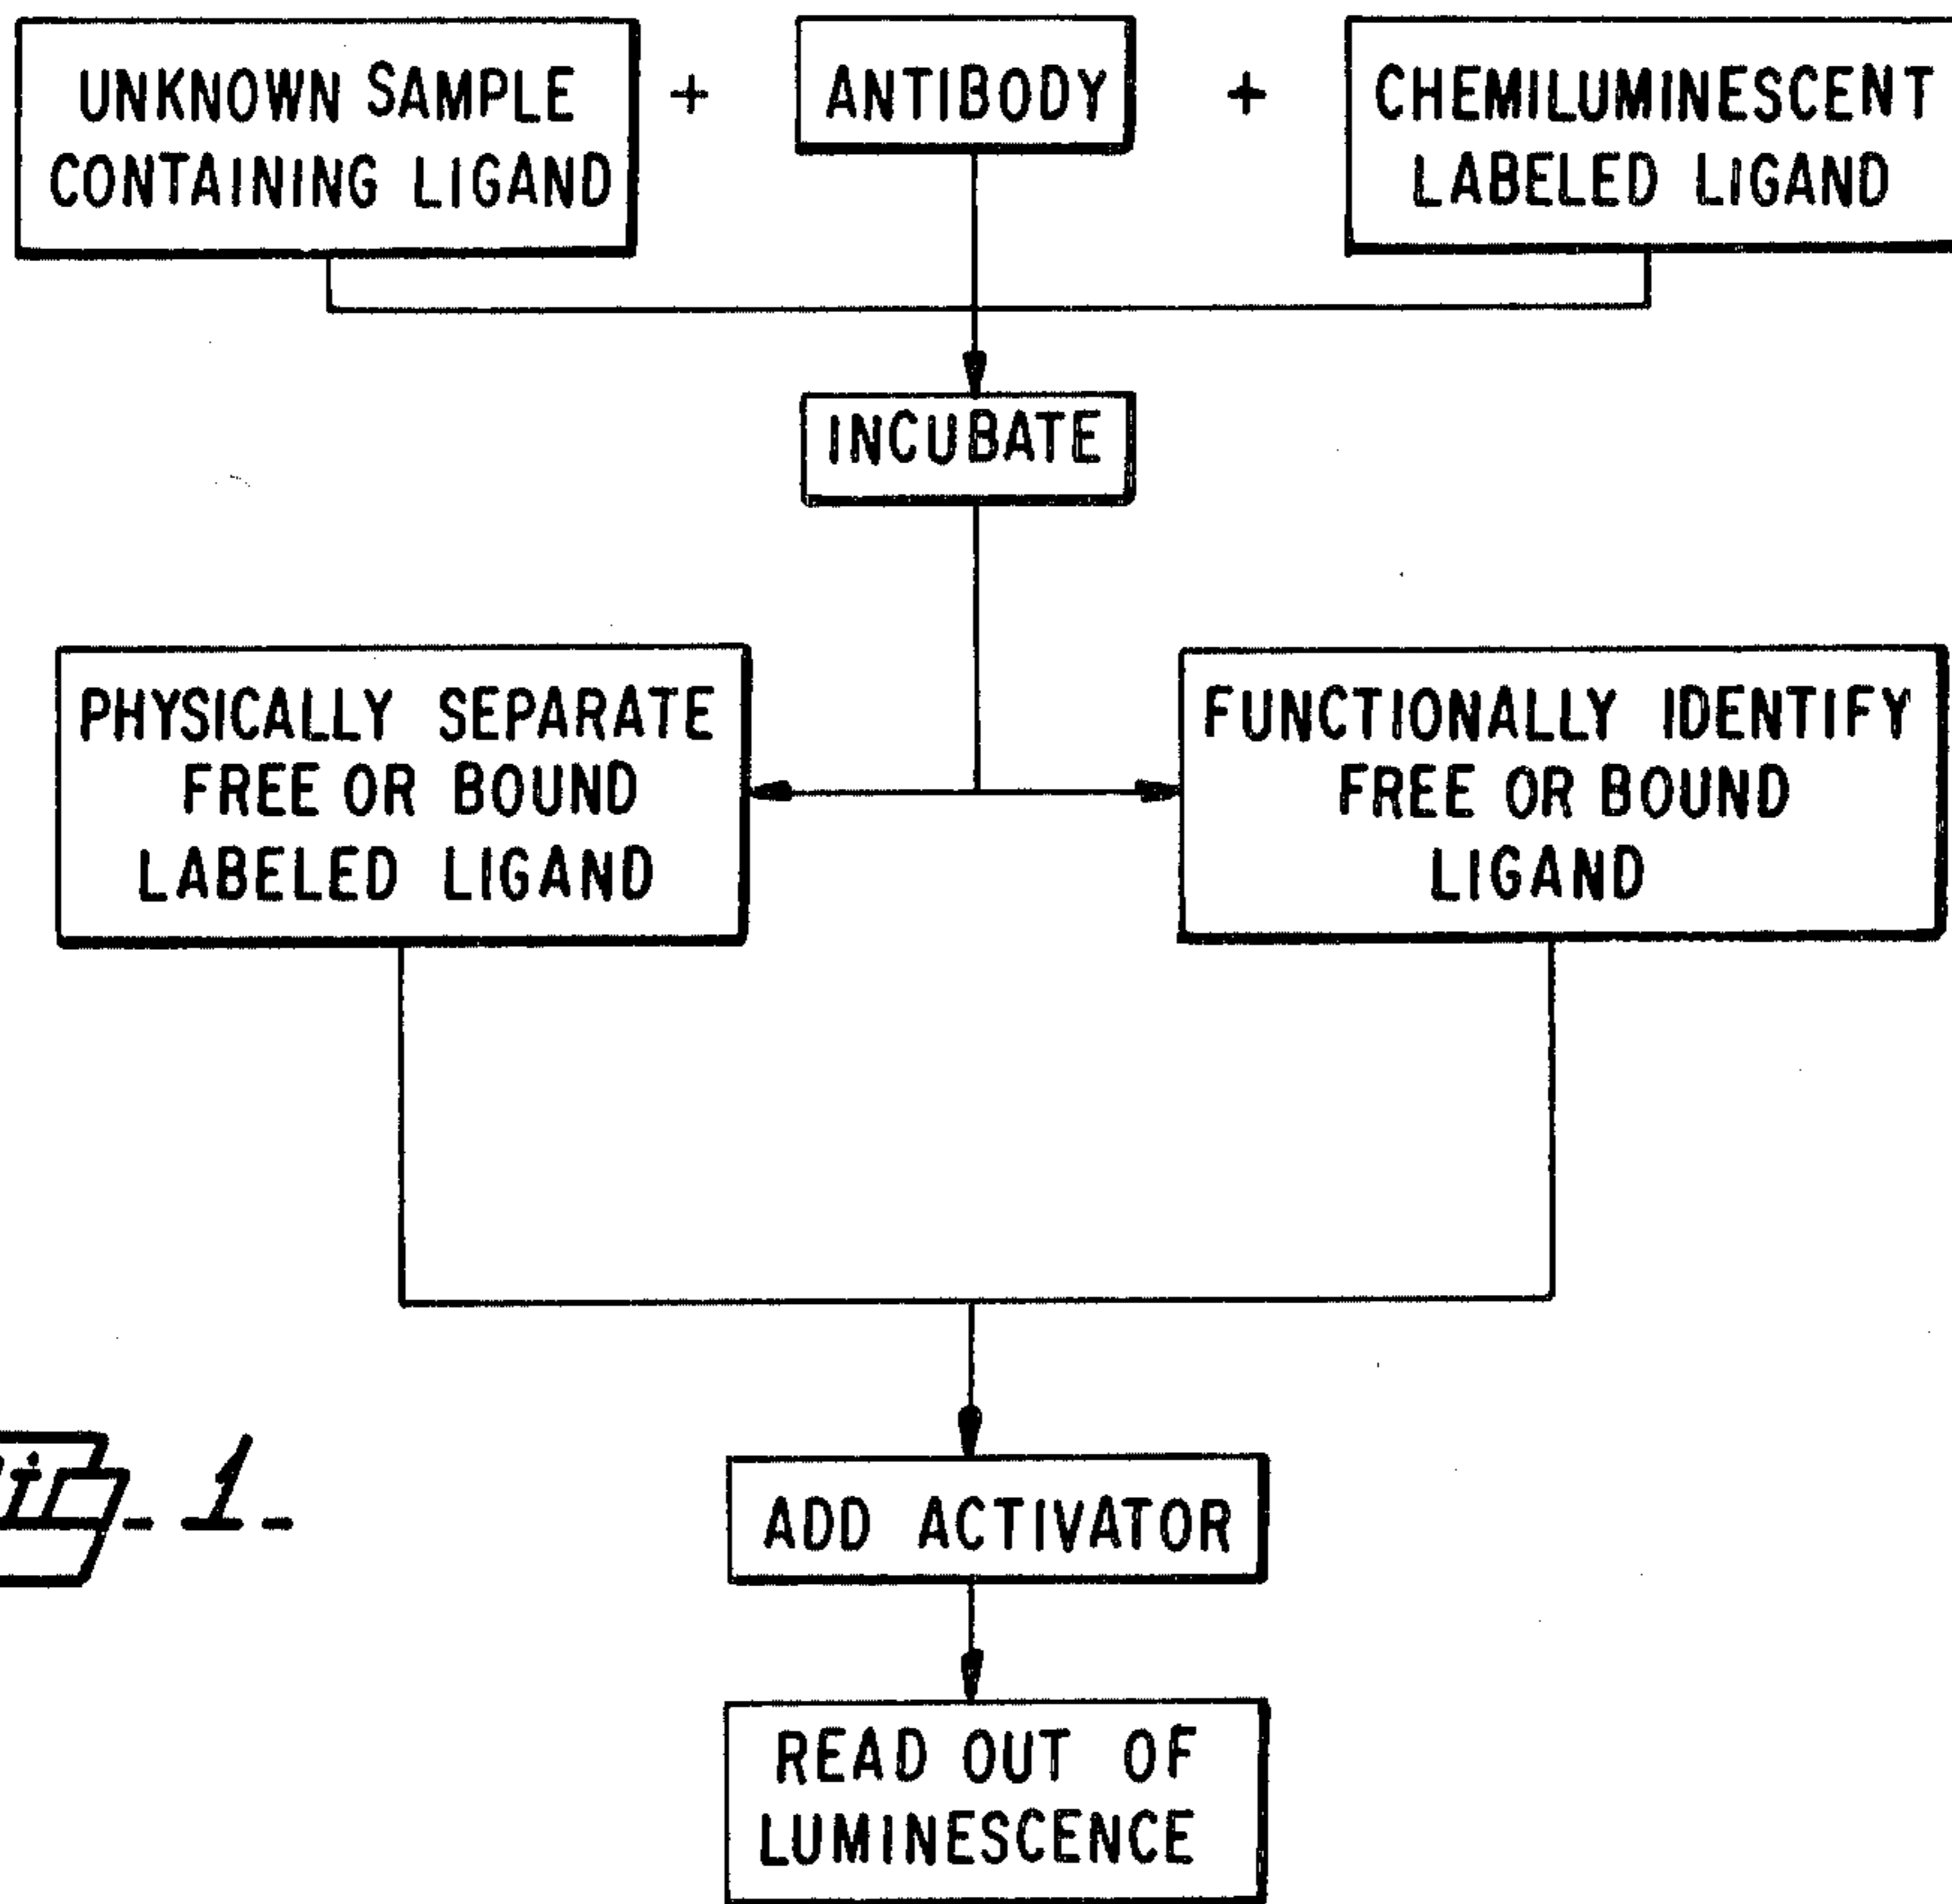 UNKNOWN SAMPLE
CONTAINING LIGAND
+
ANTIBODY
+
CHEMILUMINESCENT
LABELED LIGAND
INCUBATE
PHYSICALLY SEPARATE
FREE OR BOUND
LABELED LIGAND
FUNCTIONALLY IDENTIFY
FREE OR BOUND
LIGAND
ADD ACTIVATOR
READ OUT OF
LUMINESCENCE
1